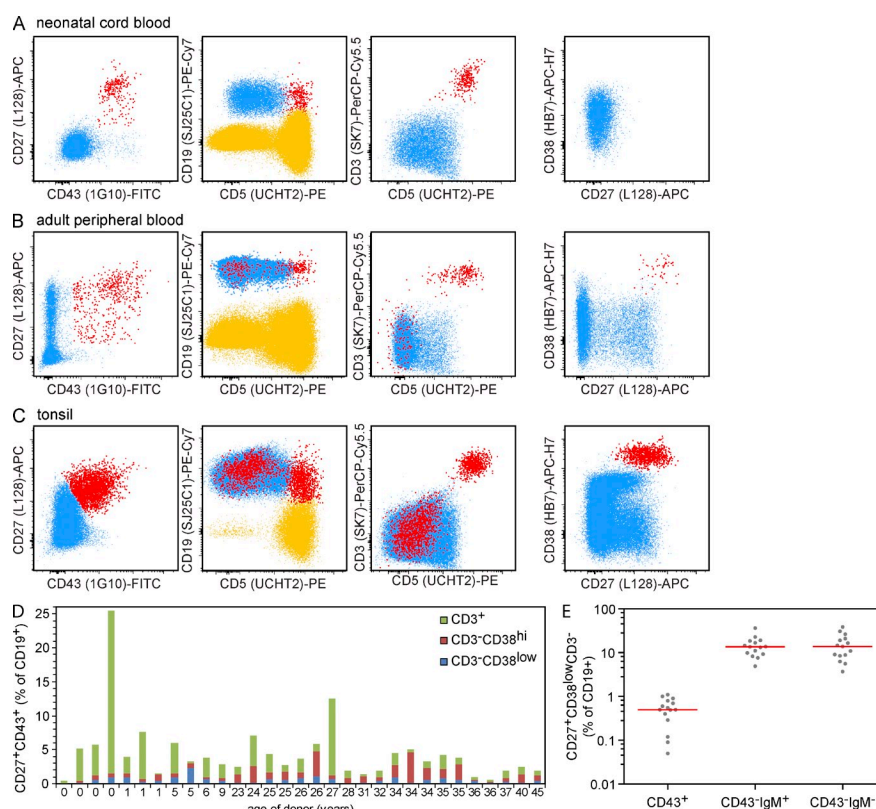 A neonatal cord blood
CD27 (L128)-APC
CD43 (1G10)-FITC
CD19 (SJ25C1)-PE-Cy7
CD5 (UCHT2)-PE
CD3 (SK7)-PerCP-Cy5.5
CD5 (UCHT2)-PE
CD38 (HB7)-APC-H7
CD27 (L128)-APC
B adult peripheral blood
CD27 (L128)-APC
CD43 (1G10)-FITC
CD19 (SJ25C1)-PE-Cy7
CD5 (UCHT2)-PE
CD3 (SK7)-PerCP-Cy5.5
CD5 (UCHT2)-PE
CD38 (HB7)-APC-H7
CD27 (L128)-APC
C tonsil
CD27 (L128)-APC
CD43 (1G10)-FITC
CD19 (SJ25C1)-PE-Cy7
CD5 (UCHT2)-PE
CD3 (SK7)-PerCP-Cy5.5
CD5 (UCHT2)-PE
CD38 (HB7)-APC-H7
CD27 (L128)-APC
D
CD27⁺CD43⁺ (% of CD19⁺)
25
20
15
10
5
0
CD3⁺
CD3⁻CD38ʰⁱ
CD3⁻CD38ˡᵒʷ
0 0 0 0 1 1 1 5 5 6 9 23 24 25 25 26 26 27 28 31 32 34 34 34 35 35 36 36 37 40 45
age of donor (years)
E
CD27⁺CD38ˡᵒʷCD3⁻
(% of CD19+)
100
10
1
0.1
0.01
CD43⁺ CD43⁻IgM⁺ CD43⁻IgM⁻